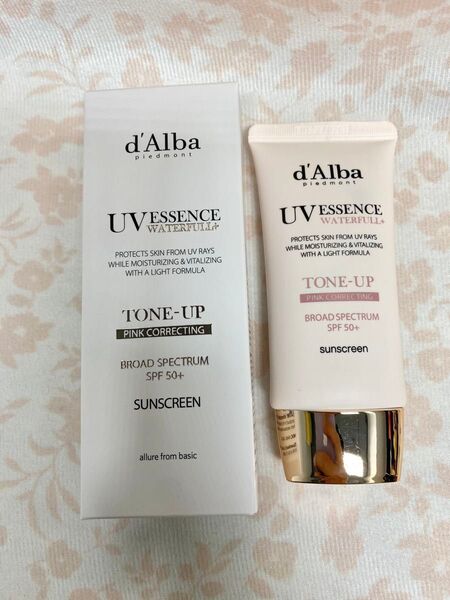 d'Alba
piedmont
UV ESSENCE
WATERFULL+
PROTECTS SKIN FROM UV RAYS
WHILE MOISTURIZING & VITALIZING
WITH A LIGHT FORMULA
TONE-UP
PINK CORRECTING
BROAD SPECTRUM
SPF 50+
SUNSCREEN
allure from basic
d'Alba
piedmont
UV ESSENCE
WATERFULL+
PROTECTS SKIN FROM UV RAYS
WHILE MOISTURIZING & VITALIZING
WITH A LIGHT FORMULA
TONE-UP
PINK CORRECTING
BROAD SPECTRUM
SPF 50+
sunscreen